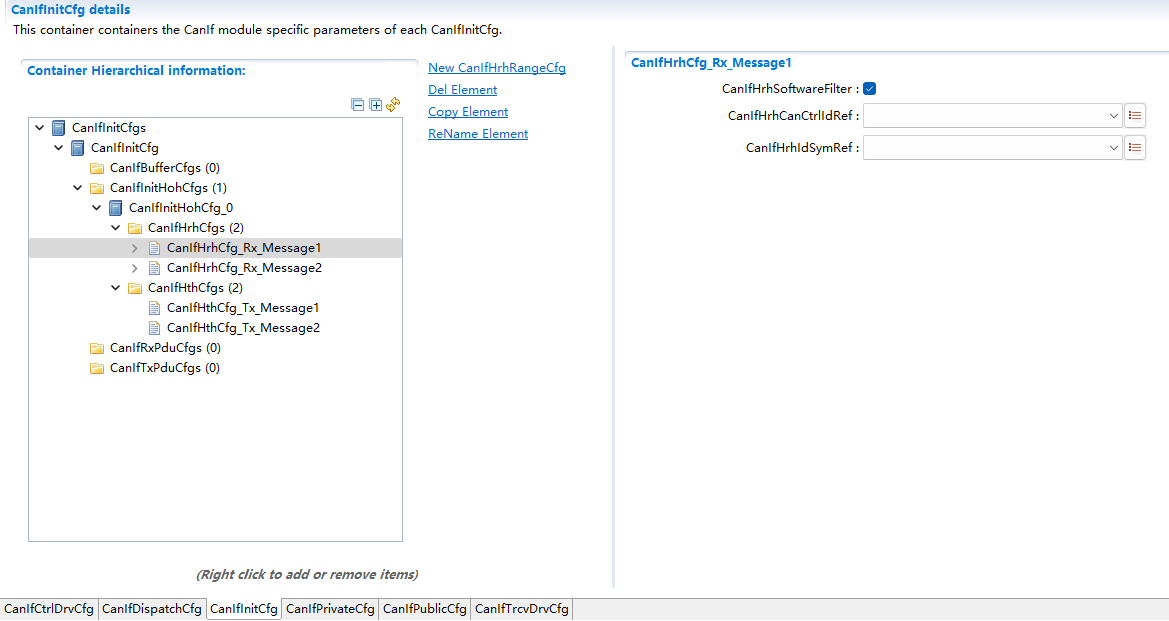 CanIfInitCfg details
This container containers the CanIf module specific parameters of each CanIfInitCfg.
Container Hierarchical information:
CanIfInitCfgs
CanIfInitCfg
CanIfBufferCfgs (0)
CanIfInitHohCfgs (1)
CanIfInitHohCfg_0
CanIfHrhCfgs (2)
CanIfHrhCfg_Rx_Message1
CanIfHrhCfg_Rx_Message2
CanIfHthCfgs (2)
CanIfHthCfg_Tx_Message1
CanIfHthCfg_Tx_Message2
CanIfRxPduCfgs (0)
CanIfTxPduCfgs (0)
(Right click to add or remove items)
New CanIfHrhRangeCfg
Del Element
Copy Element
ReName Element
CanIfHrhCfg_Rx_Message1
CanIfHrhSoftwareFilter :
CanIfHrhCanCtrlIdRef :
CanIfHrhIdSymRef :
CanIfCtrlDrvCfg CanIfDispatchCfg CanIfInitCfg CanIfPrivateCfg CanIfPublicCfg CanIfTrcvDrvCfg